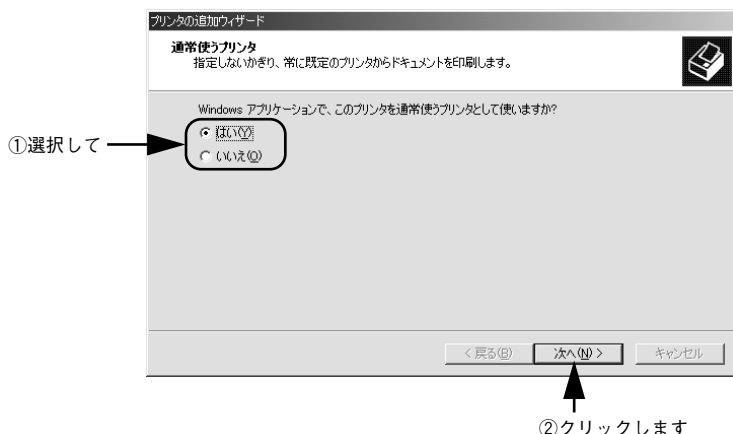 プリンタの追加ウィザード
通常使うプリンタ
指定しないかぎり、常に既定のプリンタからドキュメントを印刷します。
Windows アプリケーションで、このプリンタを通常使うプリンタとして使いますか?
①選択して
はい(Y)
いいえ(O)
< 戻る(B)
次へ(N) >
キャンセル
②クリックします